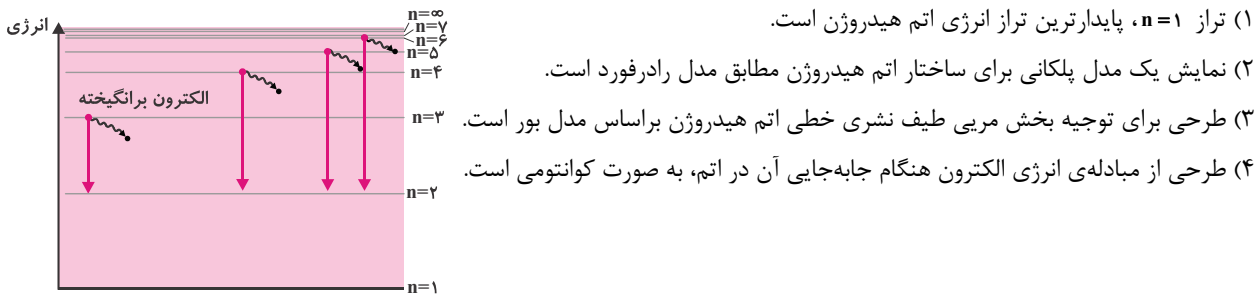 ۱) تراز n = ۱، پایدارترین تراز انرژی اتم هیدروژن است.
۲) نمایش یک مدل پلکانی برای ساختار اتم هیدروژن مطابق مدل رادرفورد است.
۳) طرحی برای توجیه بخش مریی طیف نشری خطی اتم هیدروژن براساس مدل بور است.
۴) طرحی از مبادله‌ی انرژی الکترون هنگام جابه‌جایی آن در اتم، به صورت کوانتومی است.
انرژی
n=∞
n=۷
n=۶
n=۵
n=۴
الکترون برانگیخته
n=۳
n=۲
n=۱